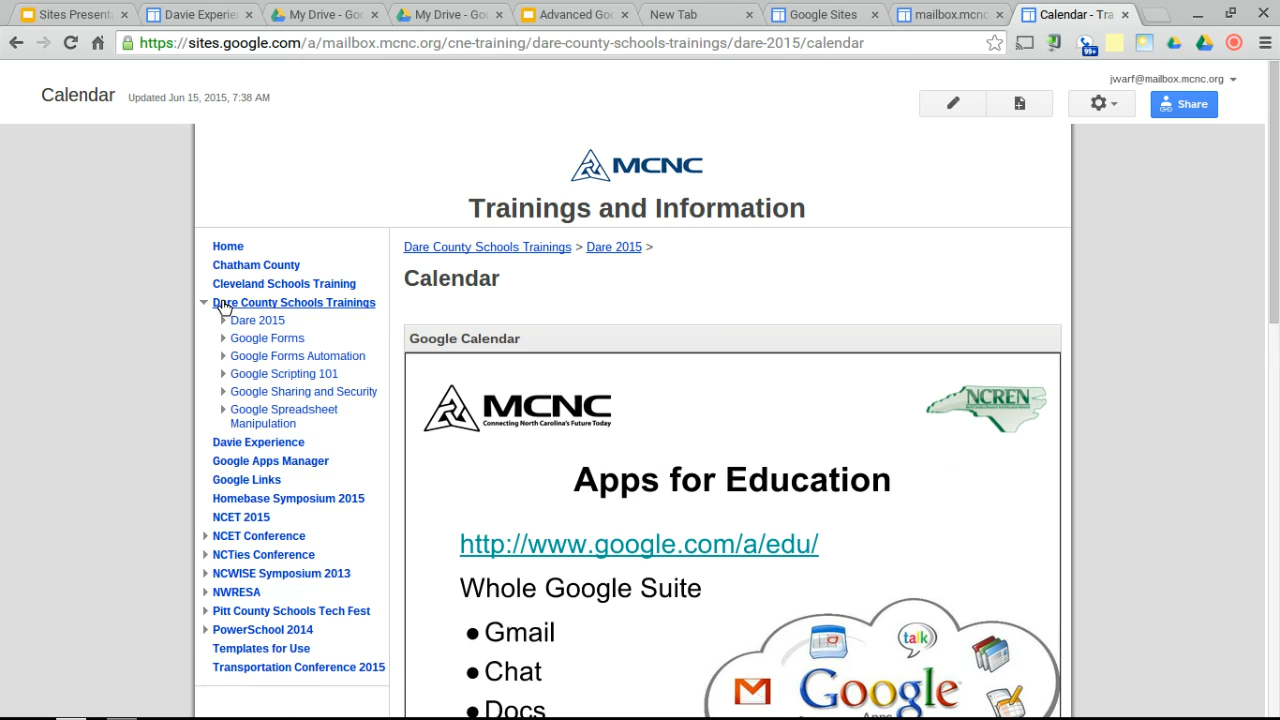 Sites Presenta
Davie Experien
My Drive - Goo
My Drive - Goo
Advanced Goo
New Tab
Google Sites
mailbox.mcnc.
Calendar - Tra
https://sites.google.com/a/mailbox.mcnc.org/cne-training/dare-county-schools-trainings/dare-2015/calendar
99+
jwarf@mailbox.mcnc.org
Calendar Updated Jun 15, 2015, 7:38 AM
Share
MCNC
Trainings and Information
Home
Chatham County
Cleveland Schools Training
Dare County Schools Trainings
Dare 2015
Google Forms
Google Forms Automation
Google Scripting 101
Google Sharing and Security
Google Spreadsheet
Manipulation
Davie Experience
Google Apps Manager
Google Links
Homebase Symposium 2015
NCET 2015
NCET Conference
NCTies Conference
NCWISE Symposium 2013
NWRESA
Pitt County Schools Tech Fest
PowerSchool 2014
Templates for Use
Transportation Conference 2015
Dare County Schools Trainings > Dare 2015 >
Calendar
Google Calendar
MCNC
Connecting North Carolina's Future Today
NCREN
Apps for Education
http://www.google.com/a/edu/
Whole Google Suite
● Gmail
● Chat
● Docs
talk
Google
Apps